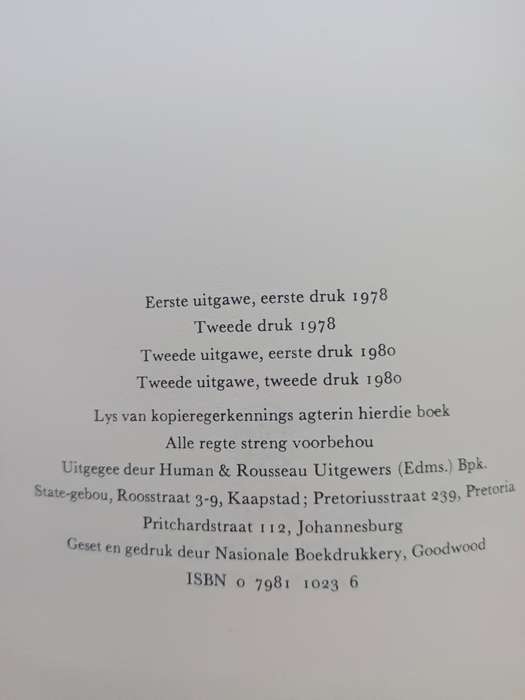 Eerste uitgawe, eerste druk 1978
Tweede druk 1978
Tweede uitgawe, eerste druk 1980
Tweede uitgawe, tweede druk 1980
Lys van kopieregerkennings agterin hierdie boek
Alle regte streng voorbehou
Uitgegee deur Human & Rousseau Uitgewers (Edms.) Bpk.
State-gebou, Roosstraat 3-9, Kaapstad; Pretoriusstraat 239, Pretoria
Pritchardstraat 112, Johannesburg
Geset en gedruk deur Nasionale Boekdrukkery, Goodwood
ISBN 0 7981 1023 6